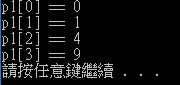 p1[0] = 0
p1[1] = 1
p1[2] = 4
p1[3] = 9
請按任意鍵繼續 . . .